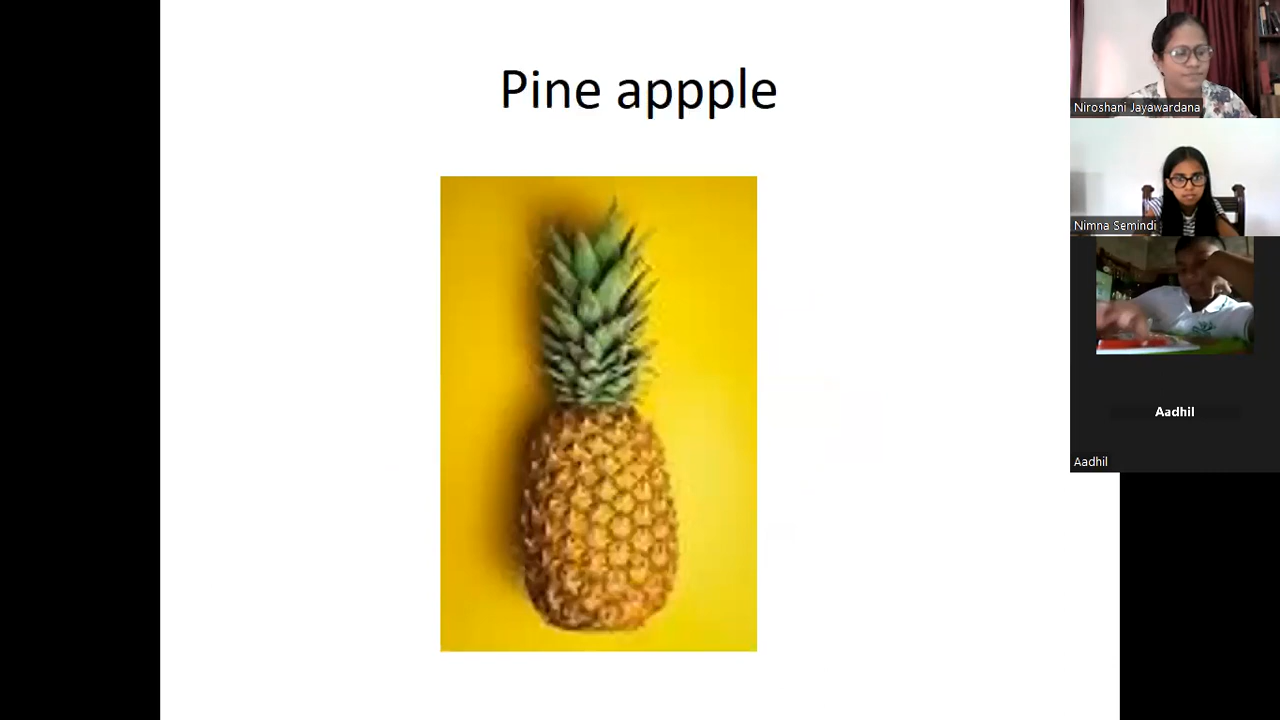 Pine appple
Niroshani Jayawardana
Nimna Semindi
Aadhil
Aadhil